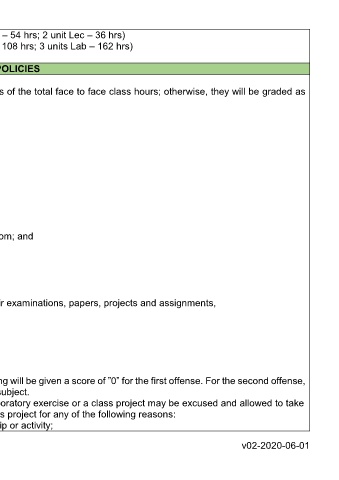 – 54 hrs; 2 unit Lec – 36 hrs)
108 hrs; 3 units Lab – 162 hrs)
POLICIES
s of the total face to face class hours; otherwise, they will be graded as
om; and
r examinations, papers, projects and assignments,
ng will be given a score of "0" for the first offense. For the second offense,
subject.
boratory exercise or a class project may be excused and allowed to take
s project for any of the following reasons:
ip or activity;
v02-2020-06-01